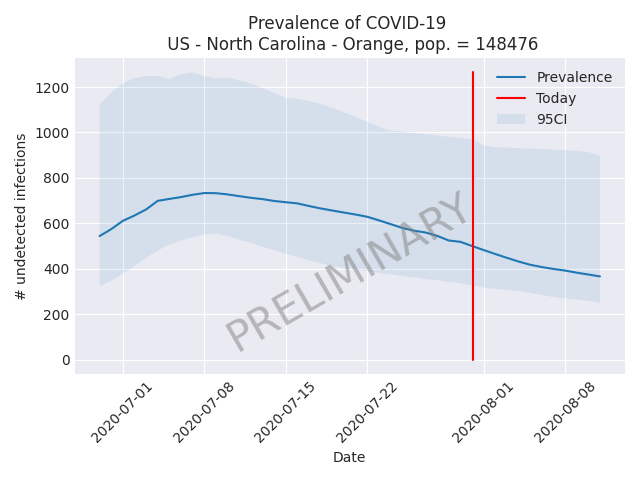 Prevalence of COVID-19
US - North Carolina - Orange, pop. = 148476
Prevalence
Today
95CI
# undetected infections
1200
1000
800
600
400
200
0
PRELIMINARY
2020-07-01
2020-07-08
2020-07-15
2020-07-22
2020-08-01
2020-08-08
Date